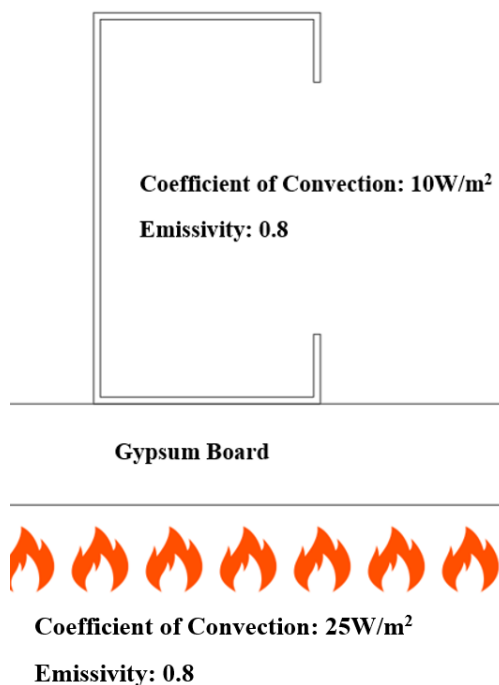 Coefficient of Convection: 10W/m²
Emissivity: 0.8
Gypsum Board
Coefficient of Convection: 25W/m²
Emissivity: 0.8